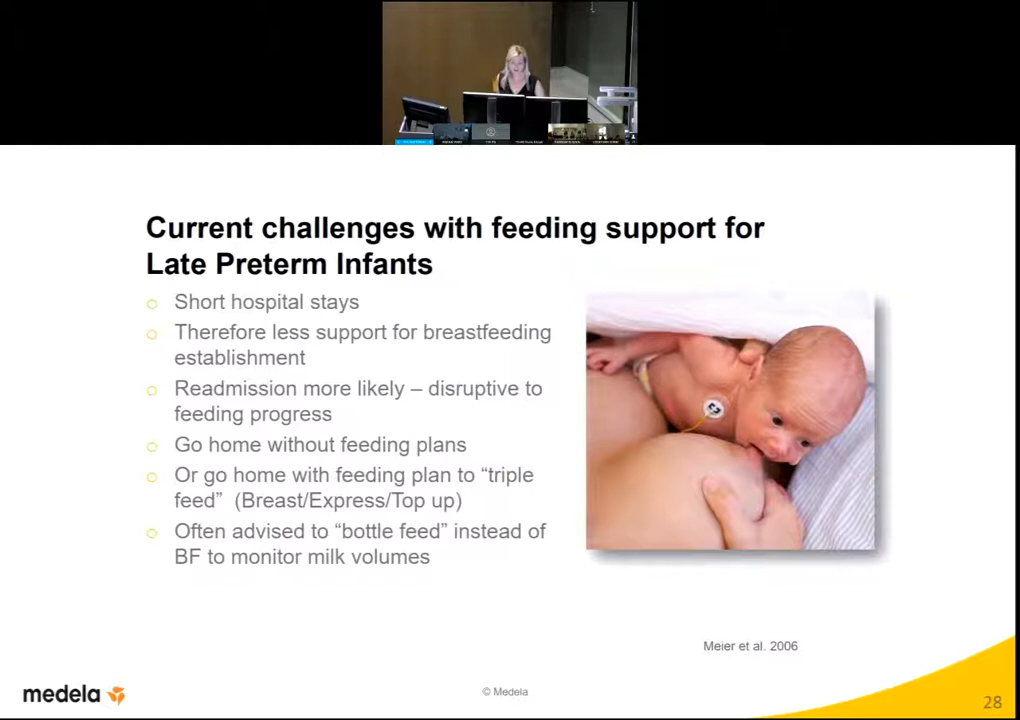 Current challenges with feeding support for
Late Preterm Infants
Short hospital stays
Therefore less support for breastfeeding
establishment
Readmission more likely – disruptive to
feeding progress
Go home without feeding plans
Or go home with feeding plan to “triple
feed” (Breast/Express/Top up)
Often advised to “bottle feed” instead of
BF to monitor milk volumes
Meier et al. 2006
medela
© Medela
28